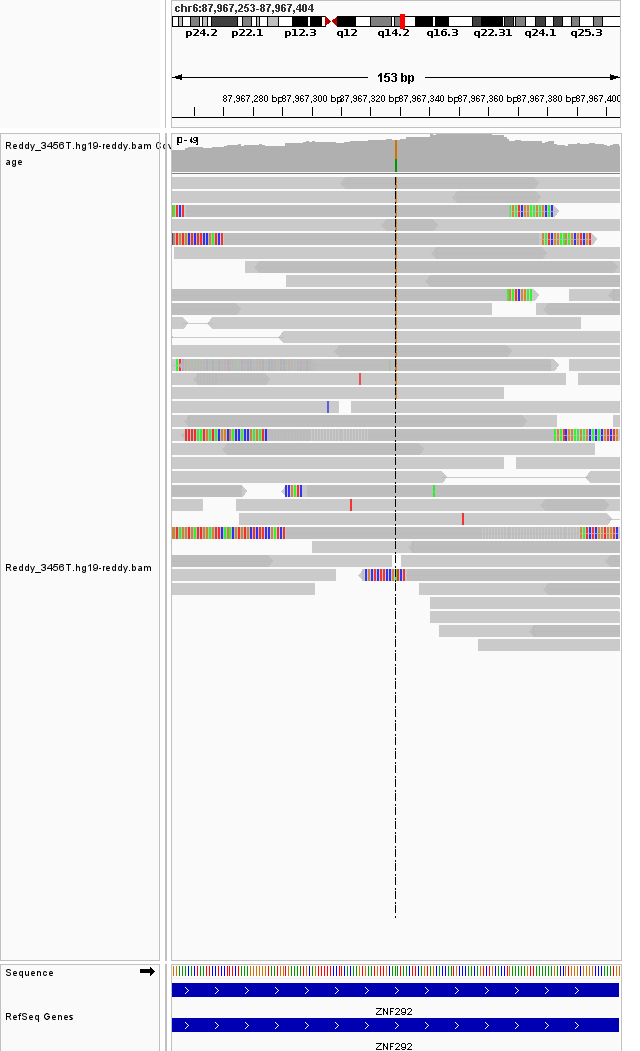 chr6:87,967,253-87,967,404
p24.2 p22.1 p12.3 q12 q14.2 q16.3 q22.31 q24.1 q25.3
153 bp
87,967,280 bp 87,967,300 bp 87,967,320 bp 87,967,340 bp 87,967,360 bp 87,967,380 bp 87,967,400
Reddy_3456T.hg19-reddy.bam
age
Reddy_3456T.hg19-reddy.bam
Sequence
ZNF292
RefSeq Genes
ZNF292